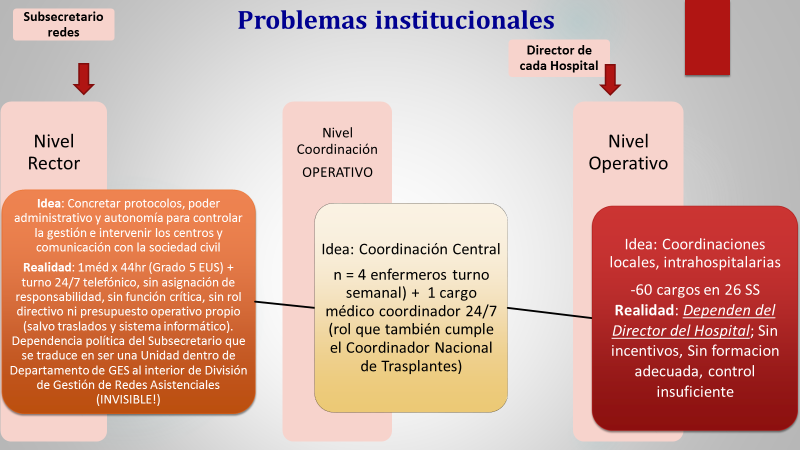 Problemas institucionales
Subsecretario
redes
Director de
cada Hospital
Nivel
Rector
Idea: Concretar protocolos, poder
administrativo y autonomía para controlar
la gestión e intervenir los centros y
comunicación con la sociedad civil
Realidad: 1méd x 44hr (Grado 5 EUS) +
turno 24/7 telefónico, sin asignación de
responsabilidad, sin función crítica, sin rol
directivo ni presupuesto operativo propio
(salvo traslados y sistema informático).
Dependencia política del Subsecretario que
se traduce en ser una Unidad dentro de
Departamento de GES al interior de División
de Gestión de Redes Asistenciales
(INVISIBLE!)
Nivel
Coordinación
OPERATIVO
Idea: Coordinación Central
n = 4 enfermeros turno
semanal) + 1 cargo
médico coordinador 24/7
(rol que también cumple
el Coordinador Nacional
de Trasplantes)
Nivel
Operativo
Idea: Coordinaciones
locales, intrahospitalarias
-60 cargos en 26 SS
Realidad: Dependen del
Director del Hospital; Sin
incentivos, Sin formacion
adecuada, control
insuficiente